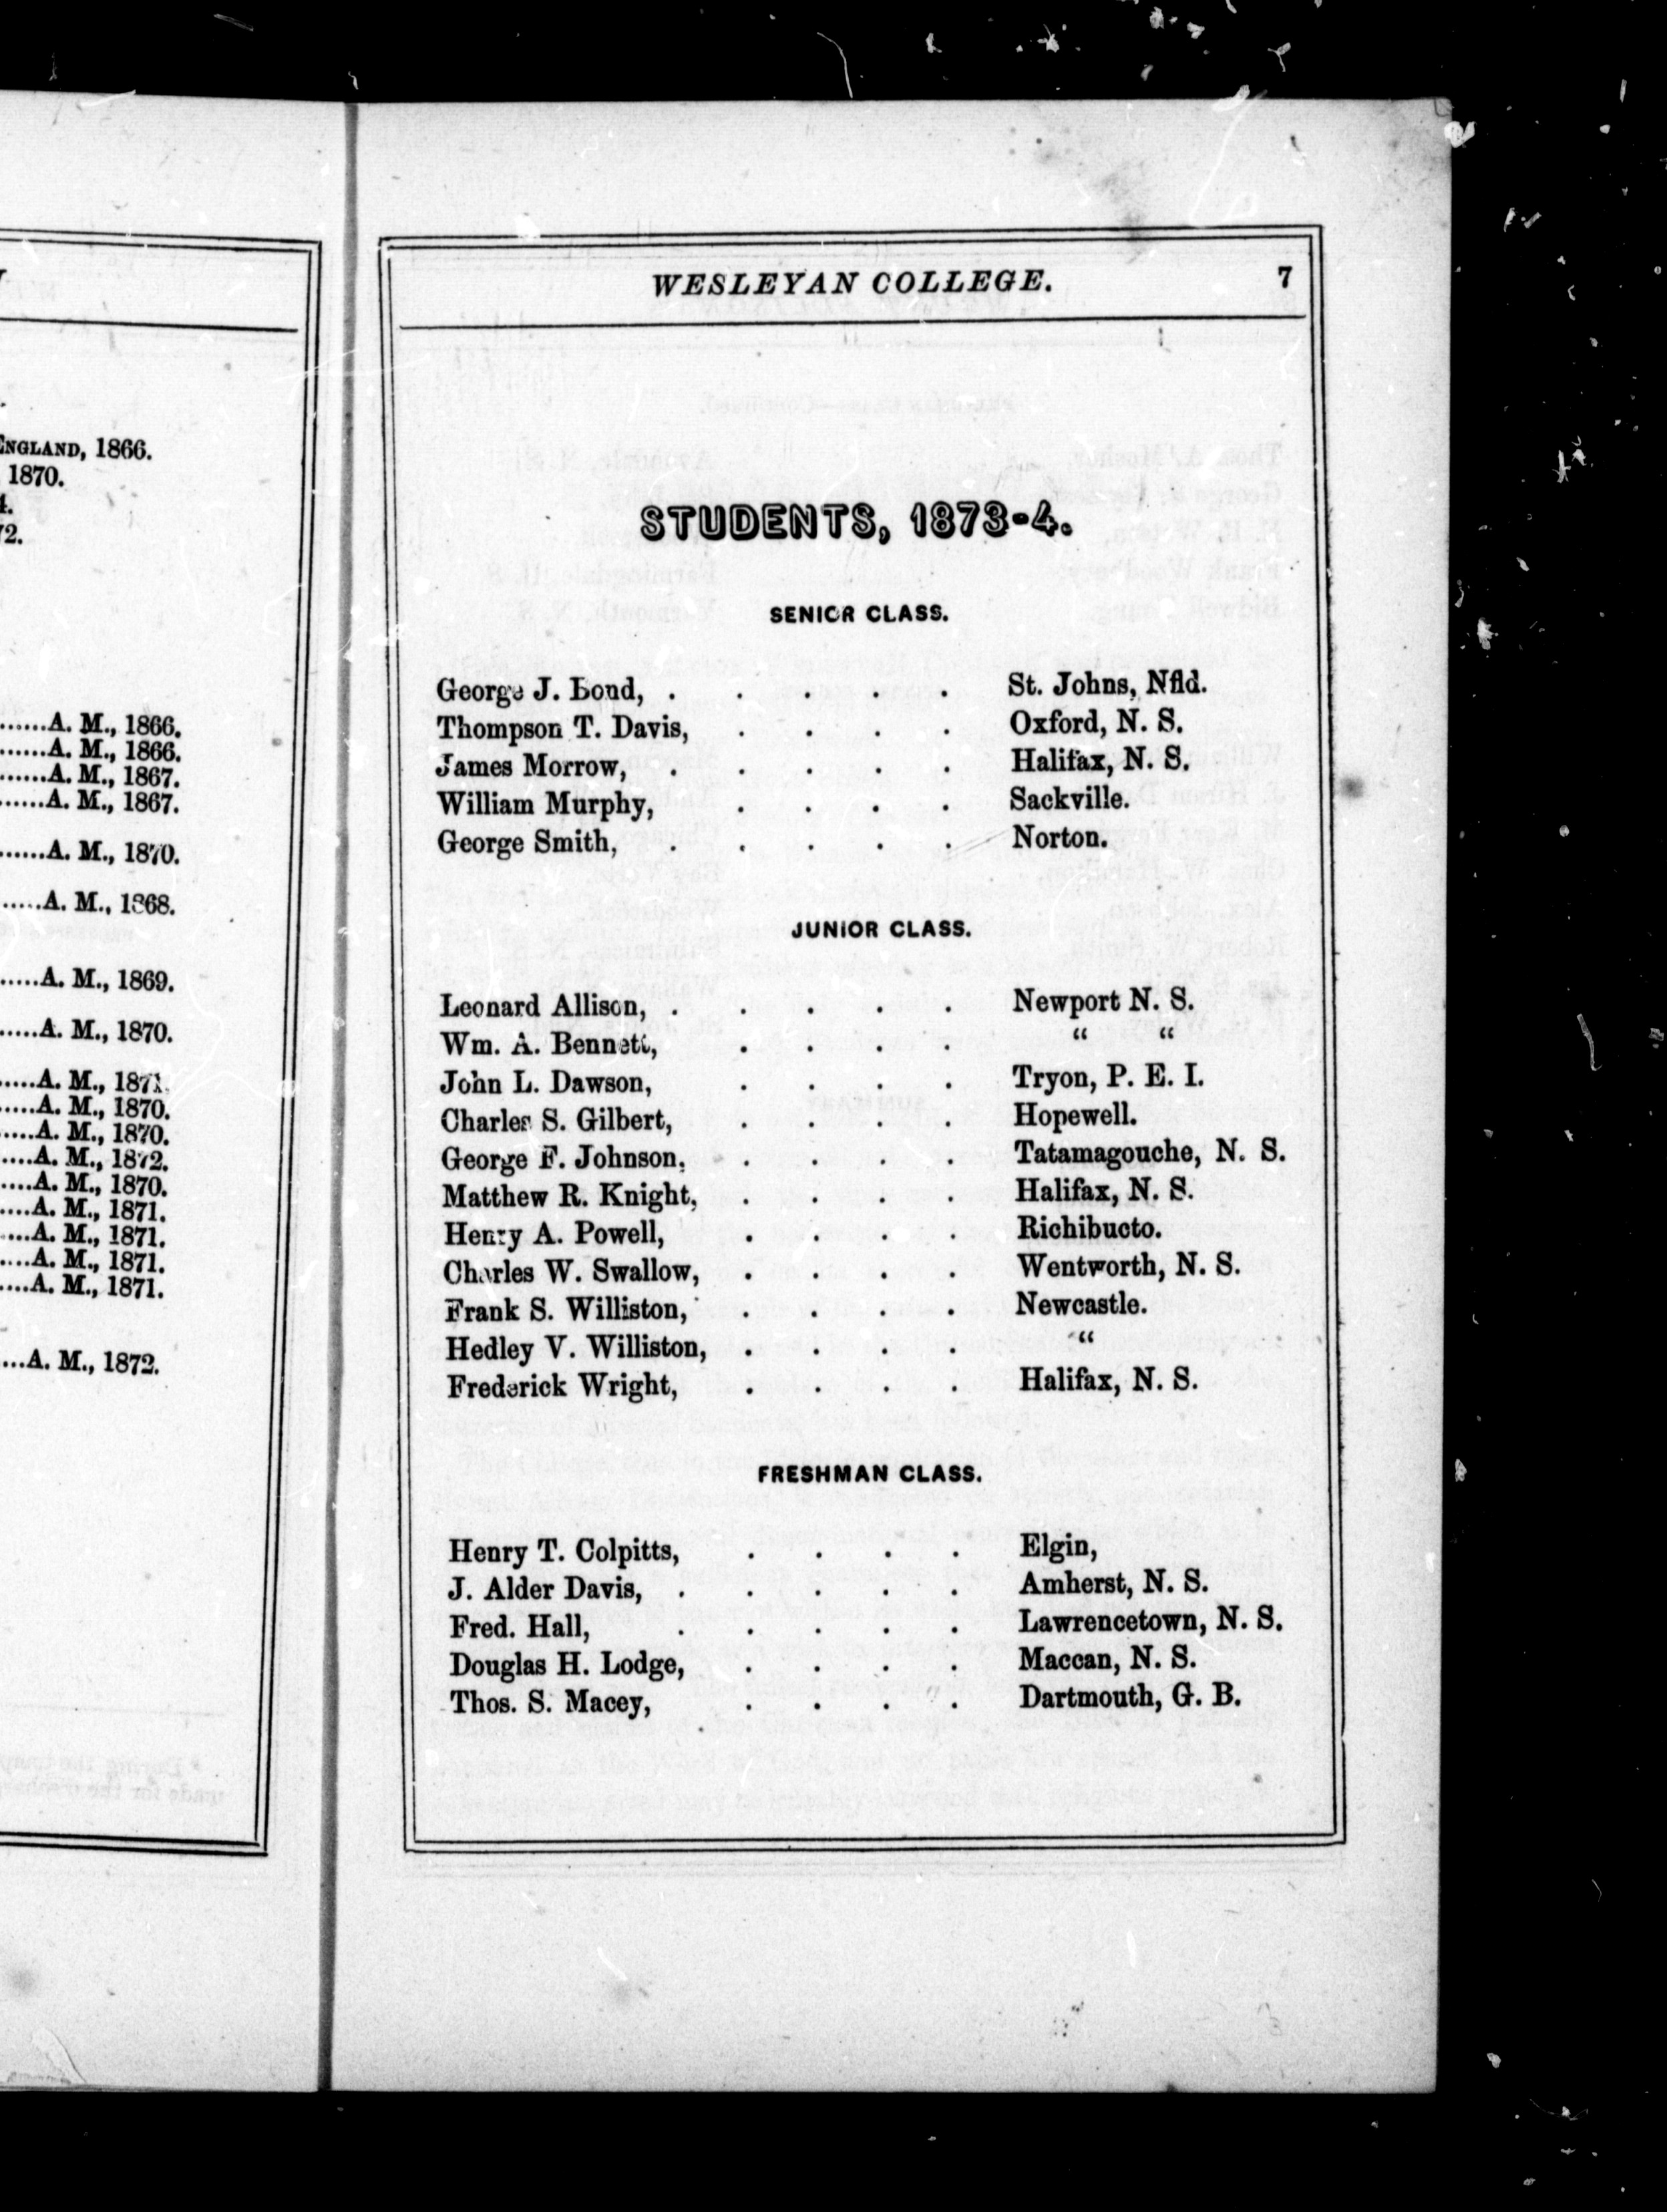 ENGLAND, 1866.
1870.
A. M., 1866.
A. M., 1866.
A. M., 1867.
A. M., 1867.
A. M., 1870.
A. M., 1868.
A. M., 1869.
A. M., 1870.
A. M., 1871.
A. M., 1870.
A. M., 1870.
A. M., 1872.
A. M., 1870.
A. M., 1871.
A. M., 1871.
A. M., 1871.
A. M., 1871.
A. M., 1872.
WESLEYAN COLLEGE. 7
STUDENTS, 1873-4.
SENIOR CLASS.
George J. Bond, . . . . . St. Johns, Nfld.
Thompson T. Davis, . . . . Oxford, N. S.
James Morrow, . . . . . Halifax, N. S.
William Murphy, . . . . Sackville.
George Smith, . . . . . Norton.
JUNIOR CLASS.
Leonard Allison, . . . . . Newport N. S.
Wm. A. Bennett, . . . . “ “
John L. Dawson, . . . . Tryon, P. E. I.
Charles S. Gilbert, . . . . Hopewell.
George F. Johnson, . . . . Tatamagouche, N. S.
Matthew R. Knight, . . . . Halifax, N. S.
Henry A. Powell, . . . . Richibucto.
Charles W. Swallow, . . . . Wentworth, N. S.
Frank S. Williston, . . . . Newcastle.
Hedley V. Williston, . . . . “
Frederick Wright, . . . . Halifax, N. S.
FRESHMAN CLASS.
Henry T. Colpitts, . . . . Elgin,
J. Alder Davis, . . . . . Amherst, N. S.
Fred. Hall, . . . . . Lawrencetown, N. S.
Douglas H. Lodge, . . . . Maccan, N. S.
Thos. S. Macey, . . . . Dartmouth, G. B.